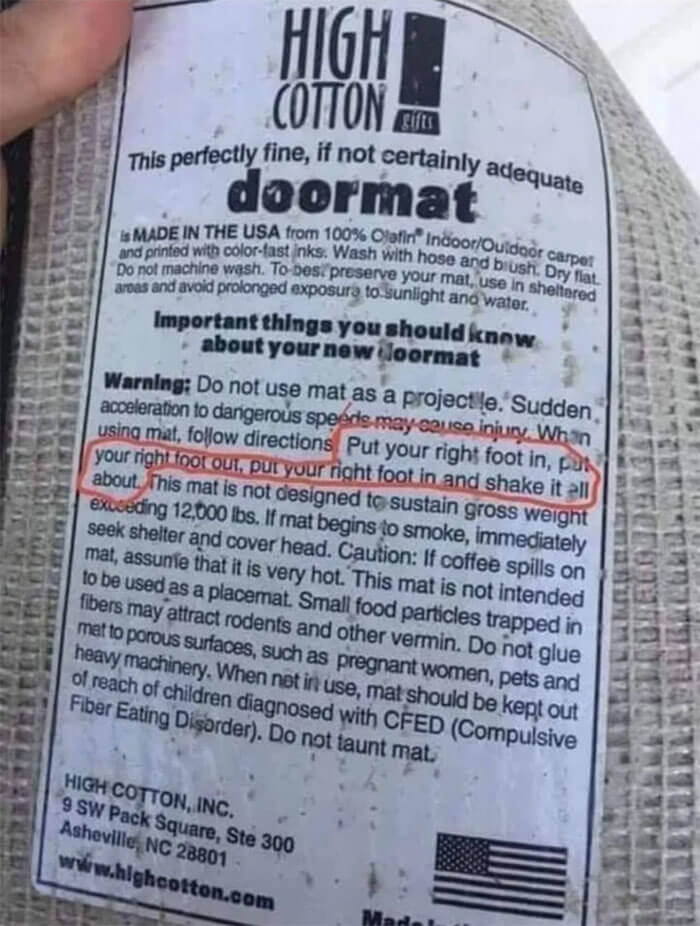 HIGH
COTTON
gifts
This perfectly fine, if not certainly adequate
doormat
is MADE IN THE USA from 100% Olefin® Indoor/Outdoor carpet
and printed with color-fast inks. Wash with hose and brush. Dry flat.
Do not machine wash. To best preserve your mat, use in sheltered
areas and avoid prolonged exposure to sunlight and water.
Important things you should know
about your new doormat
Warning: Do not use mat as a projectile. Sudden
acceleration to dangerous speeds may cause injury. When
using mat, follow directions: Put your right foot in, put
your right foot out, put your right foot in and shake it all
about. This mat is not designed to sustain gross weight
exceeding 12,000 lbs. If mat begins to smoke, immediately
seek shelter and cover head. Caution: If coffee spills on
mat, assume that it is very hot. This mat is not intended
to be used as a placemat. Small food particles trapped in
fibers may attract rodents and other vermin. Do not glue
mat to porous surfaces, such as pregnant women, pets and
heavy machinery. When not in use, mat should be kept out
of reach of children diagnosed with CFED (Compulsive
Fiber Eating Disorder). Do not taunt mat.
HIGH COTTON, INC.
9 SW Pack Square, Ste 300
Asheville, NC 28801
www.highcotton.com
Made